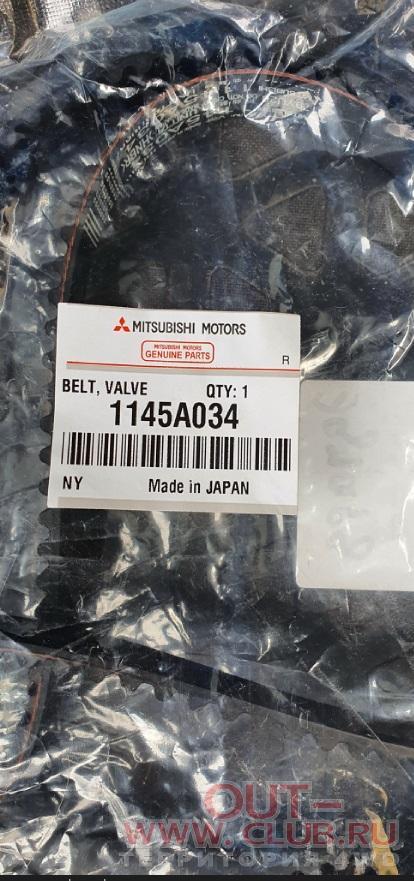 MITSUBISHI MOTORS
MITSUBISHI MOTORS
GENUINE PARTS
R
BELT, VALVE QTY: 1
1145A034
NY Made in JAPAN
OUT-
WWW.CLUB.RU
ТЕРРИТОРИЯ 4WD